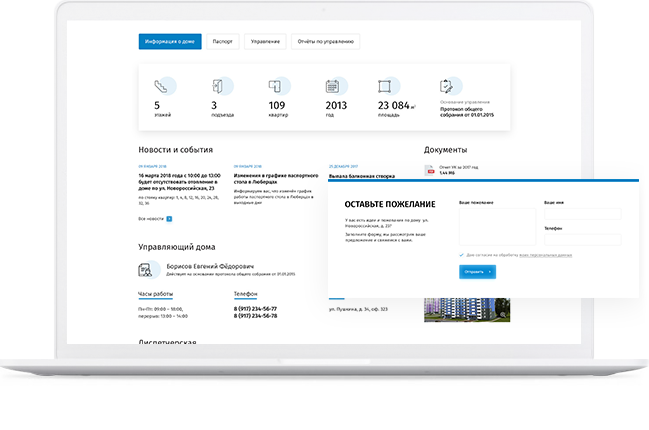 Информация о доме
Паспорт
Управление
Отчёты по управлению
5
этажей
3
подъезда
109
квартир
2013
год
23 084 м²
площадь
Основание управления
Протокол общего
собрания от 01.01.2015
Новости и события
09 ЯНВАРЯ 2018
16 марта 2018 года с 10:00 до 13:00
будет отсутствовать отопление в
доме по ул. Новороссийская, 23
по стояку квартир: 5, 6, 8, 12, 16, 20, 24, 28,
32, 36
09 ЯНВАРЯ 2018
Изменения в графике паспортного
стола в Люберцах
Информируем вас, что изменён график
работы паспортного стола в Люберцах в
выходные дни
25 ДЕКАБРЯ 2017
Выпала балконная створка
Все новости
Документы
Отчет УК за 2017 год
1,44 МБ
ОСТАВЬТЕ ПОЖЕЛАНИЕ
У вас есть идеи и пожелания по дому: ул.
Новороссийская, д. 23?
Заполните форму, мы рассмотрим ваше
предложение и свяжемся с вами.
Ваше пожелание
Ваше имя
Телефон
Даю согласие на обработку моих персональных данных
Отправить
Управляющий дома
Борисов Евгений Фёдорович
Действует на основании протокола общего собрания от 01.01.2015
Часы работы
Пн-Пт: 09:00 – 18:00,
перерыв: 13:00 – 14:00
Телефон
8 (917) 234-56-77
8 (917) 234-56-78
ул. Пушкина, д. 34, оф. 523
Диспетчерская